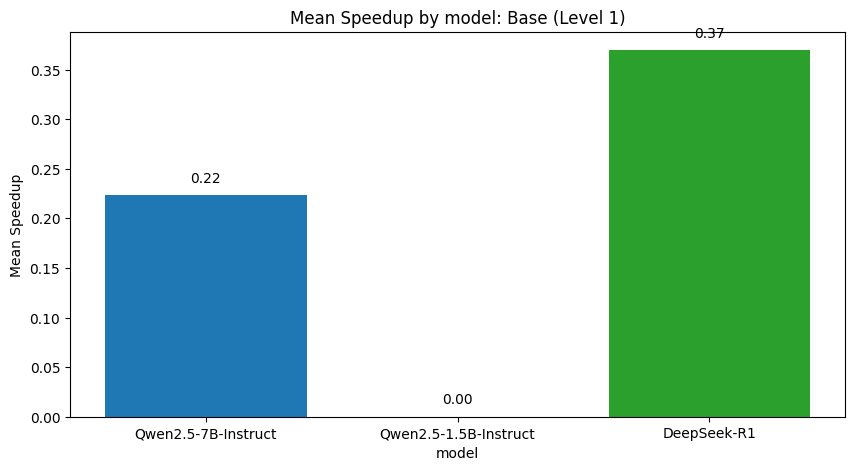 Mean Speedup by model: Base (Level 1)
0.37
0.35
0.30
0.25
0.22
0.20
0.15
0.10
0.05
0.00
0.00
Mean Speedup
Qwen2.5-7B-Instruct
Qwen2.5-1.5B-Instruct
DeepSeek-R1
model